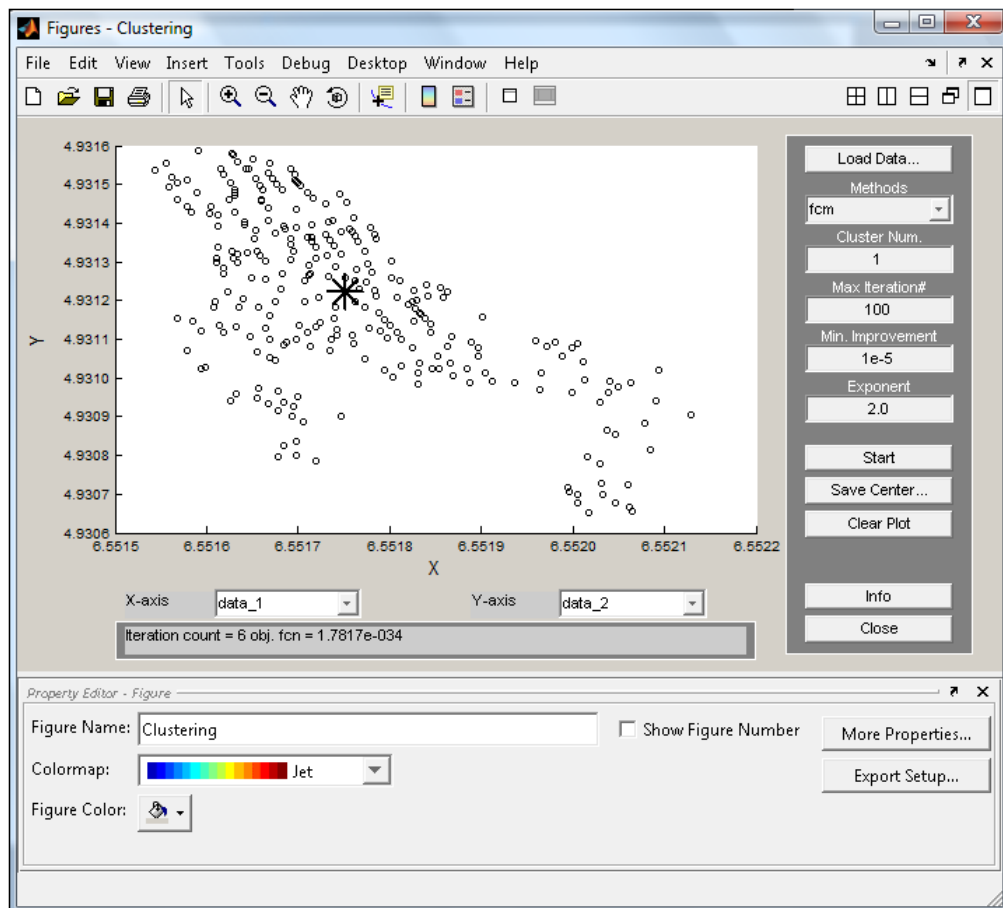 Figures - Clustering
File Edit View Insert Tools Debug Desktop Window Help
4.9316
4.9315
4.9314
4.9313
4.9312
4.9311
4.9310
4.9309
4.9308
4.9307
4.9306
Y
6.5515 6.5516 6.5517 6.5518 6.5519 6.5520 6.5521 6.5522
X
X-axis data_1 Y-axis data_2
Iteration count = 6 obj. fcn = 1.7817e-034
Load Data...
Methods
fcm
Cluster Num.
1
Max Iteration#
100
Min. Improvement
1e-5
Exponent
2.0
Start
Save Center...
Clear Plot
Info
Close
Property Editor - Figure
Figure Name: Clustering Show Figure Number More Properties...
Colormap: Jet Export Setup...
Figure Color: